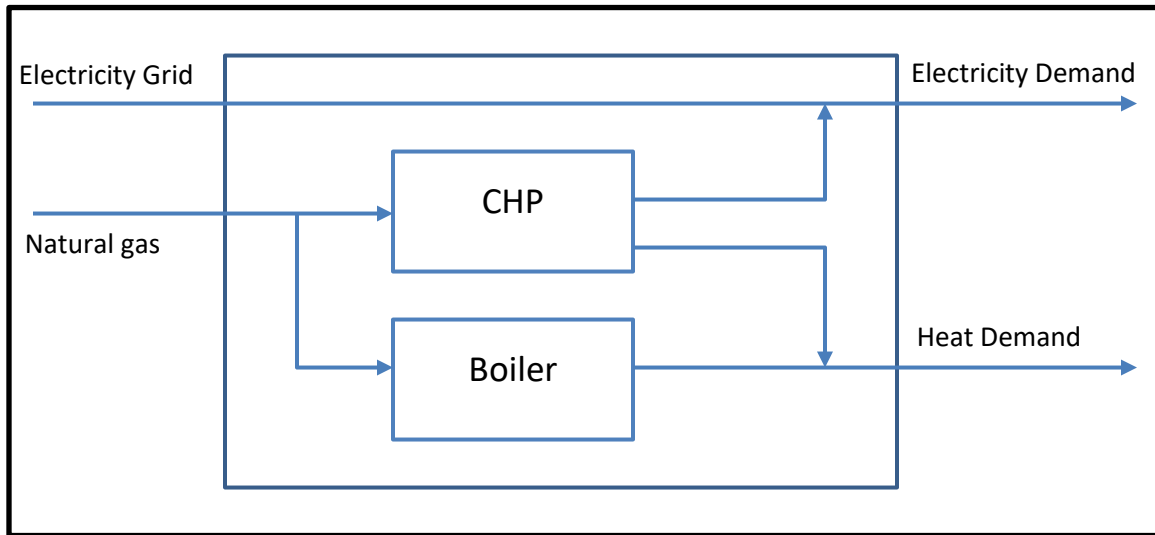 Electricity Grid
Electricity Demand
CHP
Natural gas
Heat Demand
Boiler